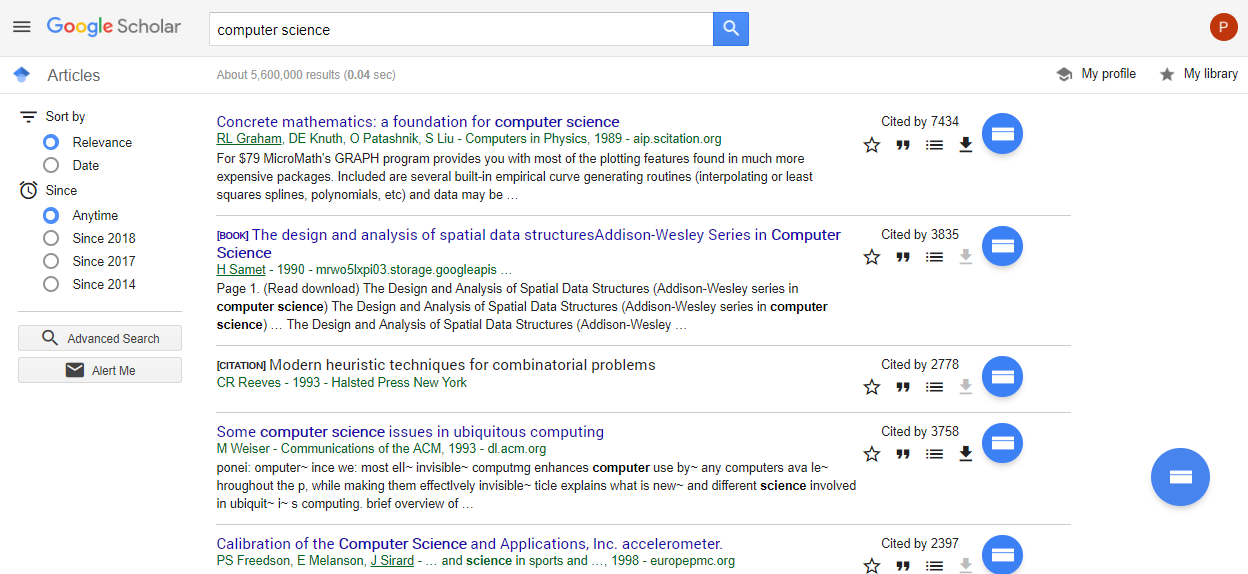 Google Scholar
computer science
P
Articles
About 5,600,000 results (0.04 sec)
My profile
My library
Sort by
Relevance
Date
Since
Anytime
Since 2018
Since 2017
Since 2014
Advanced Search
Alert Me
Concrete mathematics: a foundation for computer science
RL Graham, DE Knuth, O Patashnik, S Liu - Computers in Physics, 1989 - aip.scitation.org
For $79 MicroMath's GRAPH program provides you with most of the plotting features found in much more
expensive packages. Included are several built-in empirical curve generating routines (interpolating or least
squares splines, polynomials, etc) and data may be …
Cited by 7434
[BOOK] The design and analysis of spatial data structuresAddison-Wesley Series in Computer
Science
H Samet - 1990 - mrwo5lxpi03.storage.googleapis …
Page 1. (Read download) The Design and Analysis of Spatial Data Structures (Addison-Wesley series in
computer science) The Design and Analysis of Spatial Data Structures (Addison-Wesley series in computer
science) … The Design and Analysis of Spatial Data Structures (Addison-Wesley …
Cited by 3835
[CITATION] Modern heuristic techniques for combinatorial problems
CR Reeves - 1993 - Halsted Press New York
Cited by 2778
Some computer science issues in ubiquitous computing
M Weiser - Communications of the ACM, 1993 - dl.acm.org
ponei: omputer~ ince we: most ell~ invisible~ computmg enhances computer use by~ any computers ava le~
hroughout the p, while making them effectlvely invisible~ ticle explains what is new~ and different science involved
in ubiquit~ i~ s computing. brief overview of …
Cited by 3758
Calibration of the Computer Science and Applications, Inc. accelerometer.
PS Freedson, E Melanson, J Sirard - … and science in sports and …, 1998 - europepmc.org
Cited by 2397